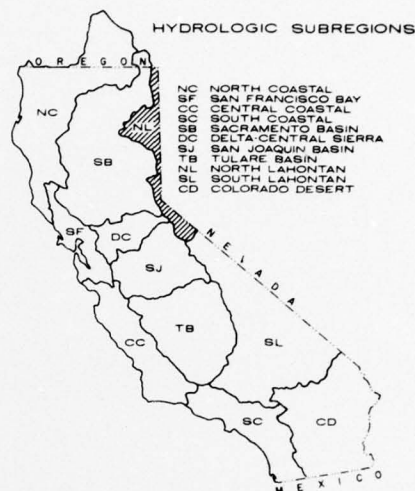 HYDROLOGIC SUBREGIONS
OREGON
NC NORTH COASTAL
SF SAN FRANCISCO BAY
CC CENTRAL COASTAL
SC SOUTH COASTAL
SB SACRAMENTO BASIN
DC DELTA-CENTRAL SIERRA
SJ SAN JOAQUIN BASIN
TB TULARE BASIN
NL NORTH LAHONTAN
SL SOUTH LAHONTAN
CD COLORADO DESERT
NC
NL
SB
SF
DC
NELADA
SJ
TB
CC
SL
SC
CD
MEXICO